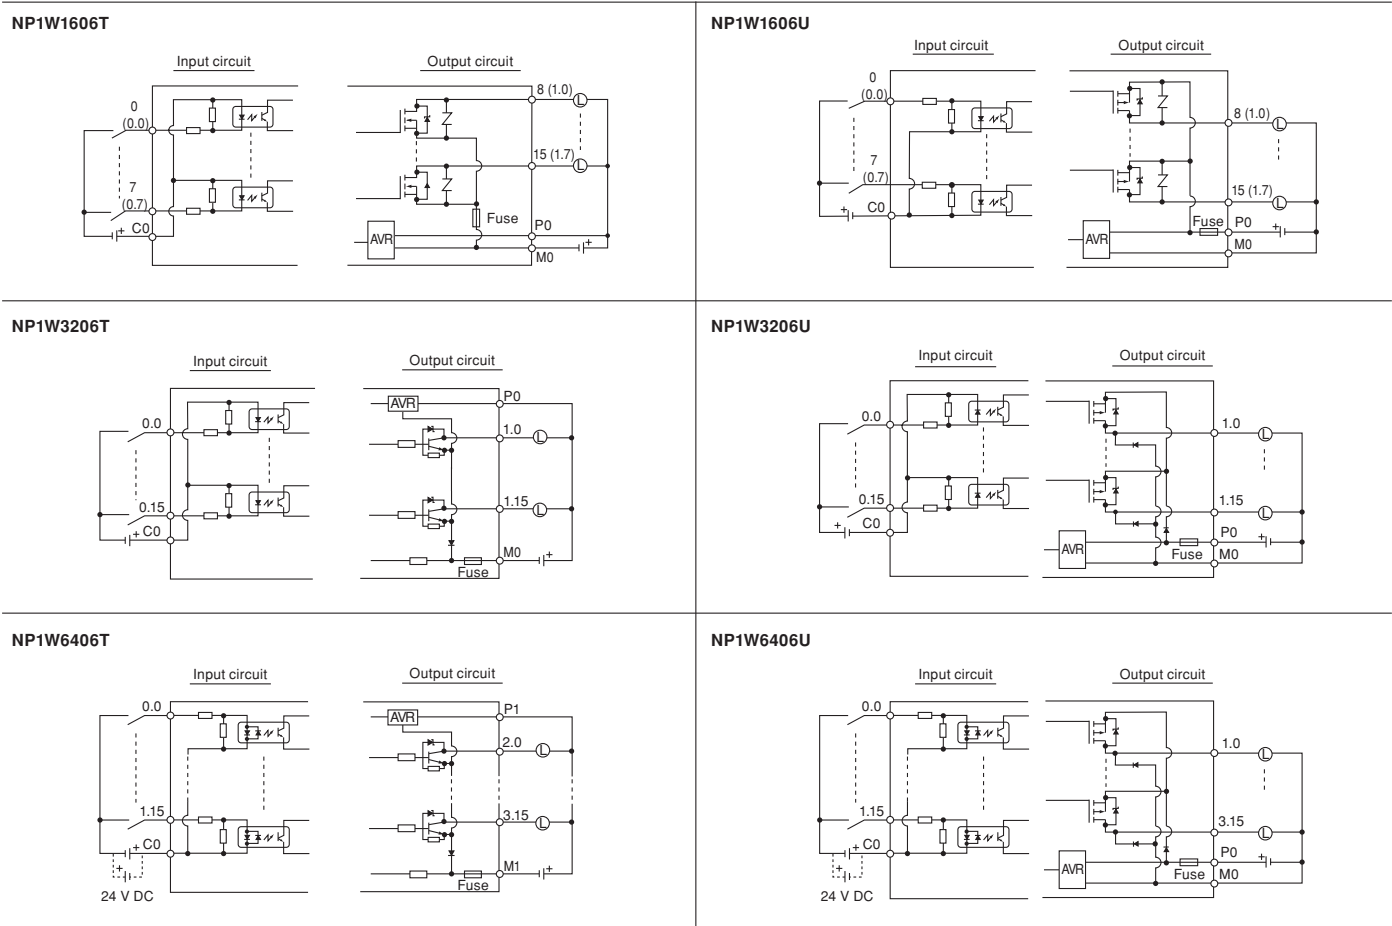 NP1W1606T
Input circuit
Output circuit
0
(0.0)
7
(0.7)
+ C0
8 (1.0)
L
15 (1.7)
L
Fuse
AVR
P0
+
M0
NP1W1606U
Input circuit
Output circuit
0
(0.0)
7
(0.7)
+ C0
8 (1.0)
L
15 (1.7)
L
Fuse
P0
+
AVR
M0
NP1W3206T
Input circuit
Output circuit
0.0
0.15
+ C0
AVR
P0
1.0
L
1.15
L
M0
+
Fuse
NP1W3206U
Input circuit
Output circuit
0.0
0.15
+ C0
1.0
L
1.15
L
P0
+
AVR
Fuse
M0
NP1W6406T
Input circuit
Output circuit
0.0
1.15
+ C0
+
24 V DC
AVR
P1
2.0
L
3.15
L
M1
+
Fuse
NP1W6406U
Input circuit
Output circuit
0.0
1.15
+ C0
+
24 V DC
1.0
L
3.15
L
P0
+
AVR
Fuse
M0